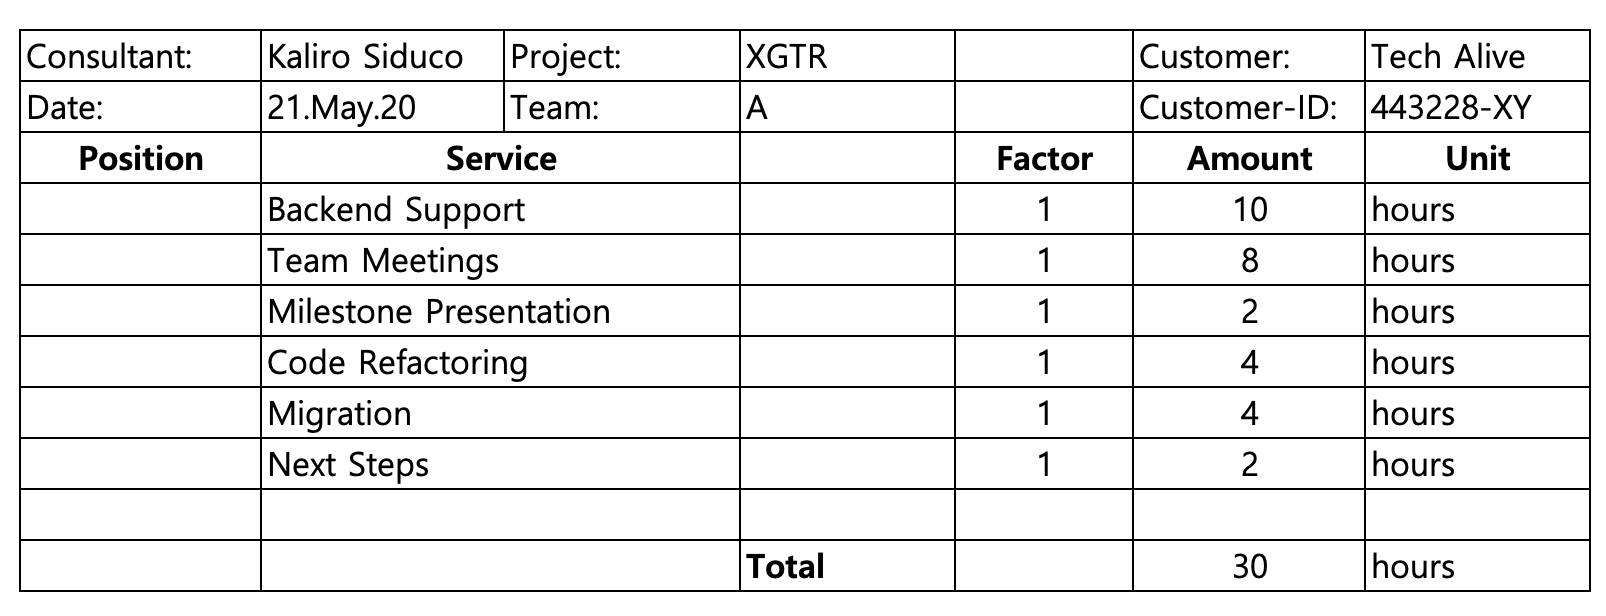 Consultant: Kaliro Siduco Project: XGTR Customer: Tech Alive
Date: 21.May.20 Team: A Customer-ID: 443228-XY
Position Service Factor Amount Unit
Backend Support 1 10 hours
Team Meetings 1 8 hours
Milestone Presentation 1 2 hours
Code Refactoring 1 4 hours
Migration 1 4 hours
Next Steps 1 2 hours
Total 30 hours